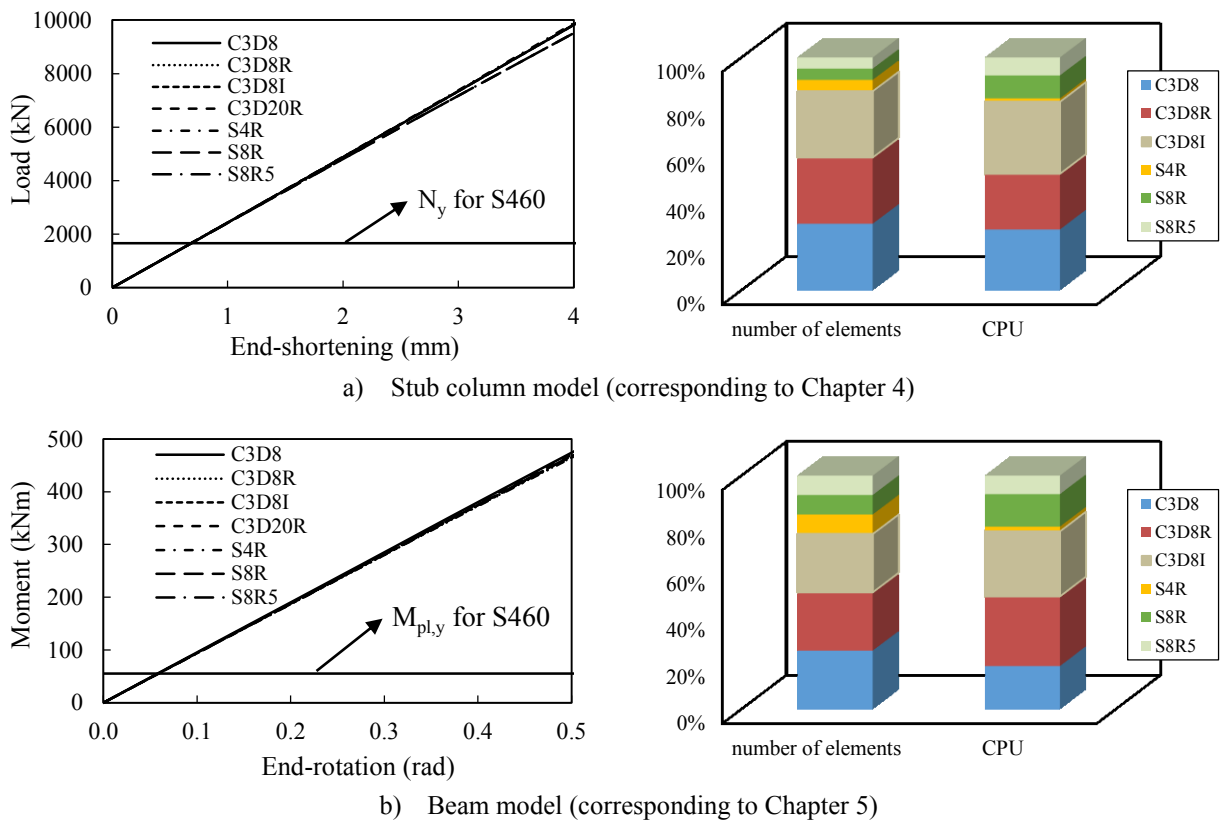 10000
8000
6000
4000
2000
0
Load (kN)
C3D8
C3D8R
C3D8I
C3D20R
S4R
S8R
S8R5
N_y for S460
0 1 2 3 4
End-shortening (mm)
100%
80%
60%
40%
20%
0%
number of elements CPU
C3D8
C3D8R
C3D8I
S4R
S8R
S8R5
a) Stub column model (corresponding to Chapter 4)
500
400
300
200
100
0
Moment (kNm)
C3D8
C3D8R
C3D8I
C3D20R
S4R
S8R
S8R5
M_pl,y for S460
0.0 0.1 0.2 0.3 0.4 0.5
End-rotation (rad)
100%
80%
60%
40%
20%
0%
number of elements CPU
C3D8
C3D8R
C3D8I
S4R
S8R
S8R5
b) Beam model (corresponding to Chapter 5)